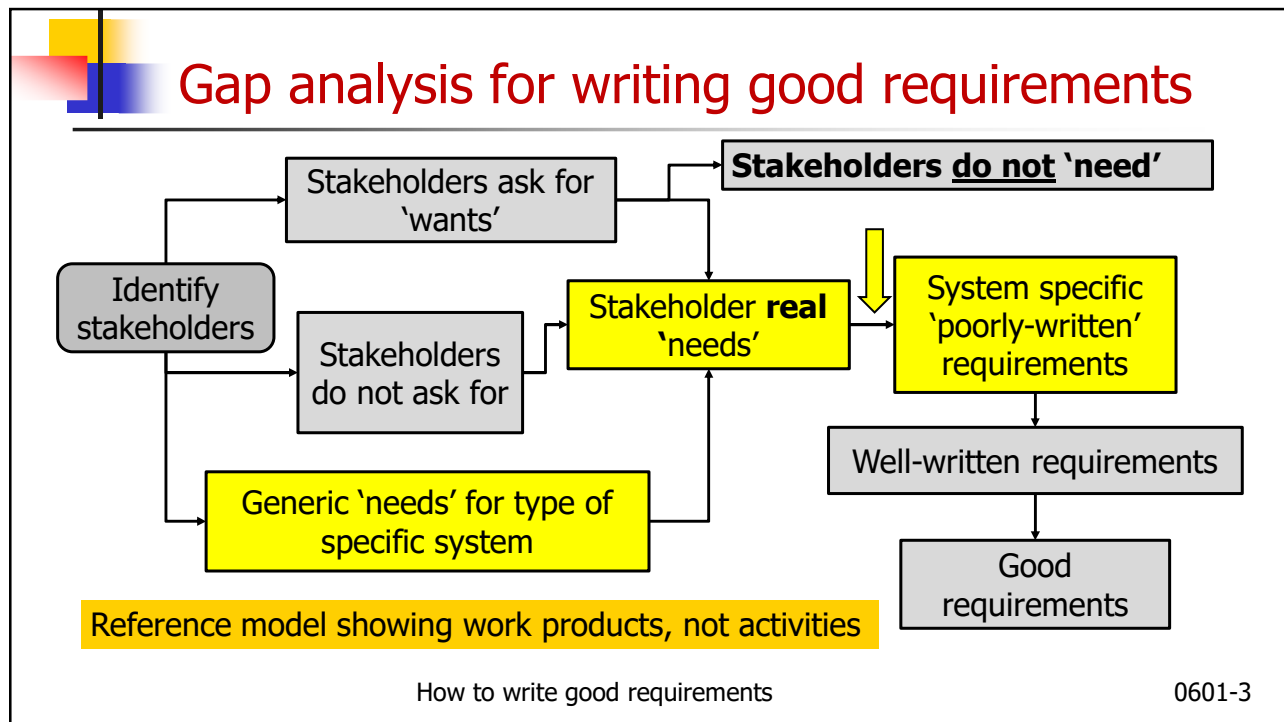 Gap analysis for writing good requirements
Stakeholders ask for
‘wants’
Stakeholders do not ‘need’
Identify
stakeholders
Stakeholders
do not ask for
Stakeholder real
‘needs’
System specific
‘poorly-written’
requirements
Generic ‘needs’ for type of
specific system
Well-written requirements
Good
requirements
Reference model showing work products, not activities
How to write good requirements
0601-3